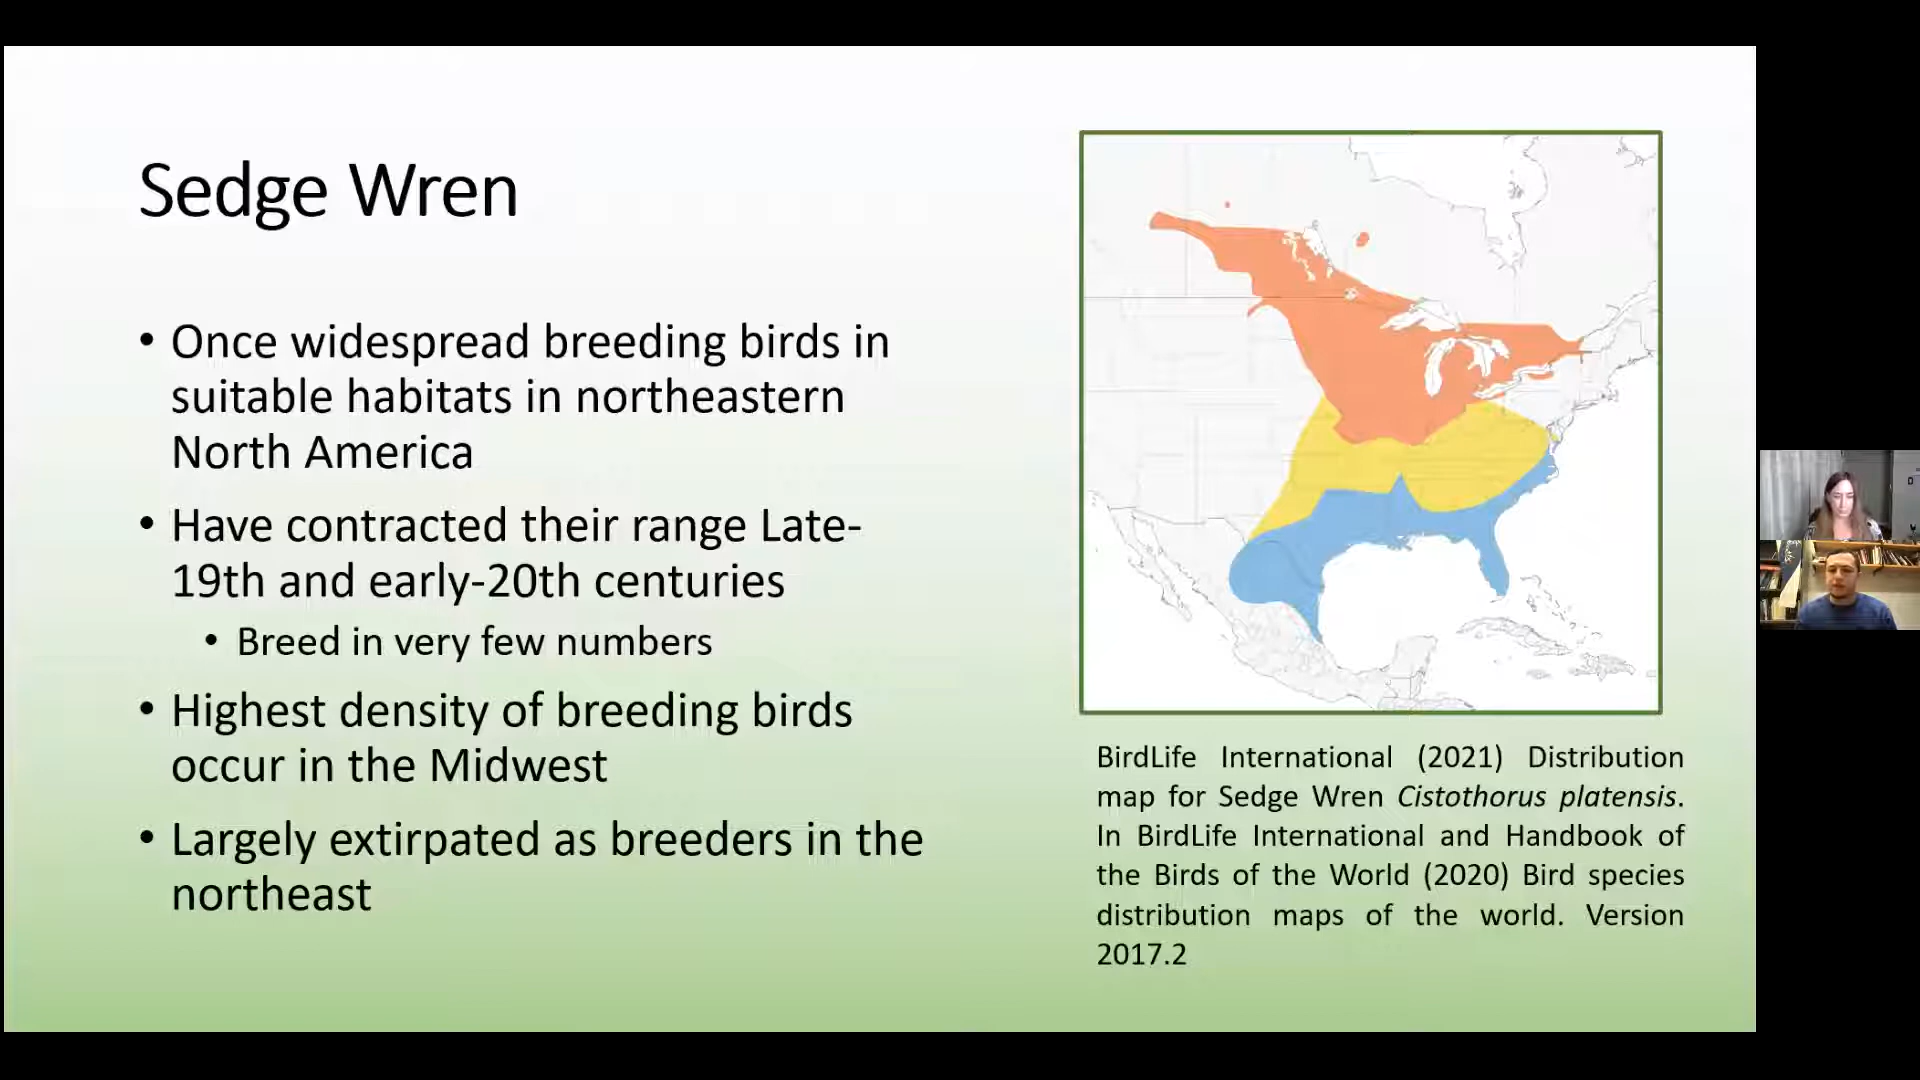 Sedge Wren
• Once widespread breeding birds in
suitable habitats in northeastern
North America
• Have contracted their range Late-
19th and early-20th centuries
• Breed in very few numbers
• Highest density of breeding birds
occur in the Midwest
• Largely extirpated as breeders in the
northeast
BirdLife International (2021) Distribution
map for Sedge Wren Cistothorus platensis.
In BirdLife International and Handbook of
the Birds of the World (2020) Bird species
distribution maps of the world. Version
2017.2